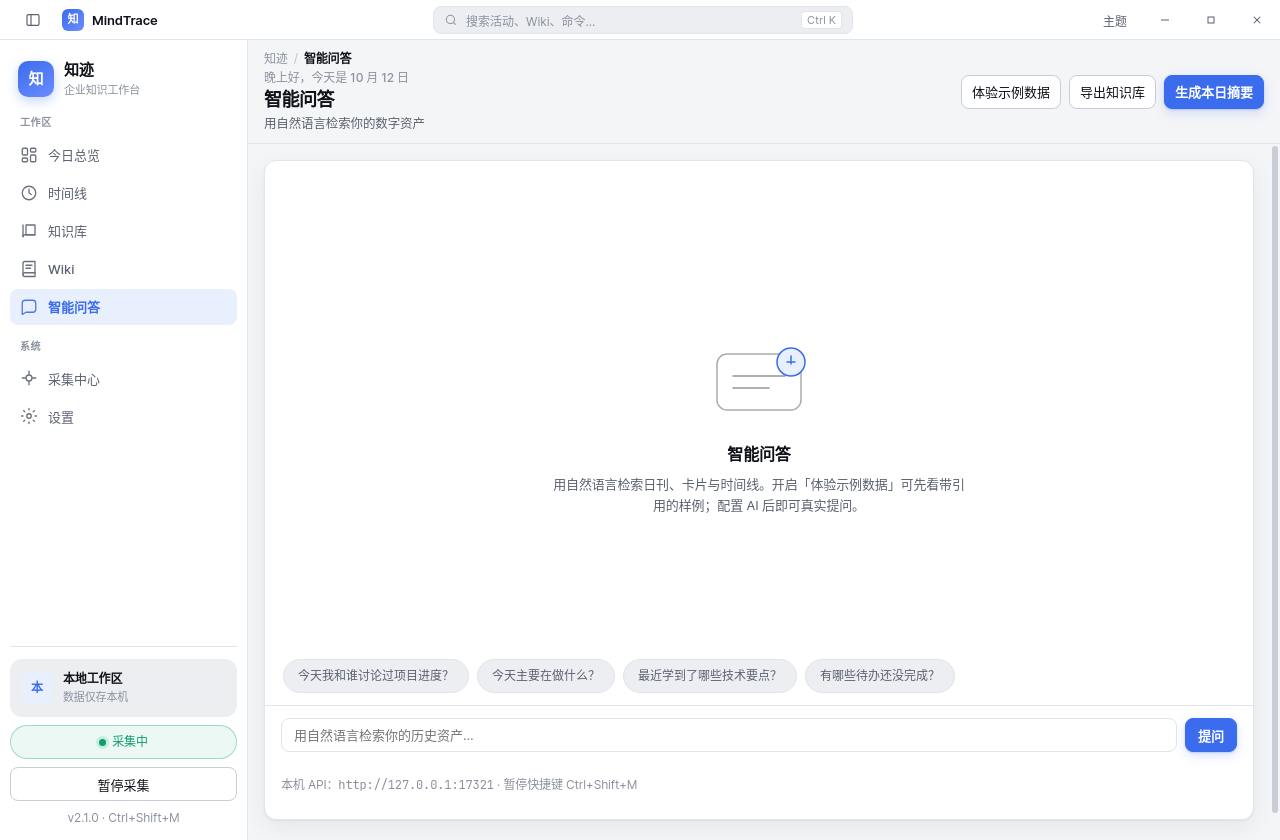 知 MindTrace
搜索活动、Wiki、命令...
Ctrl K
主题
知
知迹
企业知识工作台
工作区
今日总览
时间线
知识库
Wiki
智能问答
系统
采集中心
设置
本
本地工作区
数据仅存本机
采集中
暂停采集
v2.1.0 · Ctrl+Shift+M
知迹 / 智能问答
晚上好，今天是 10 月 12 日
智能问答
用自然语言检索你的数字资产
体验示例数据
导出知识库
生成本日摘要
智能问答
用自然语言检索日刊、卡片与时间线。开启「体验示例数据」可先看带引
用的样例；配置 AI 后即可真实提问。
今天我和谁讨论过项目进度？
今天主要在做什么？
最近学到了哪些技术要点？
有哪些待办还没完成？
用自然语言检索你的历史资产...
提问
本机 API：http://127.0.0.1:17321 · 暂停快捷键 Ctrl+Shift+M